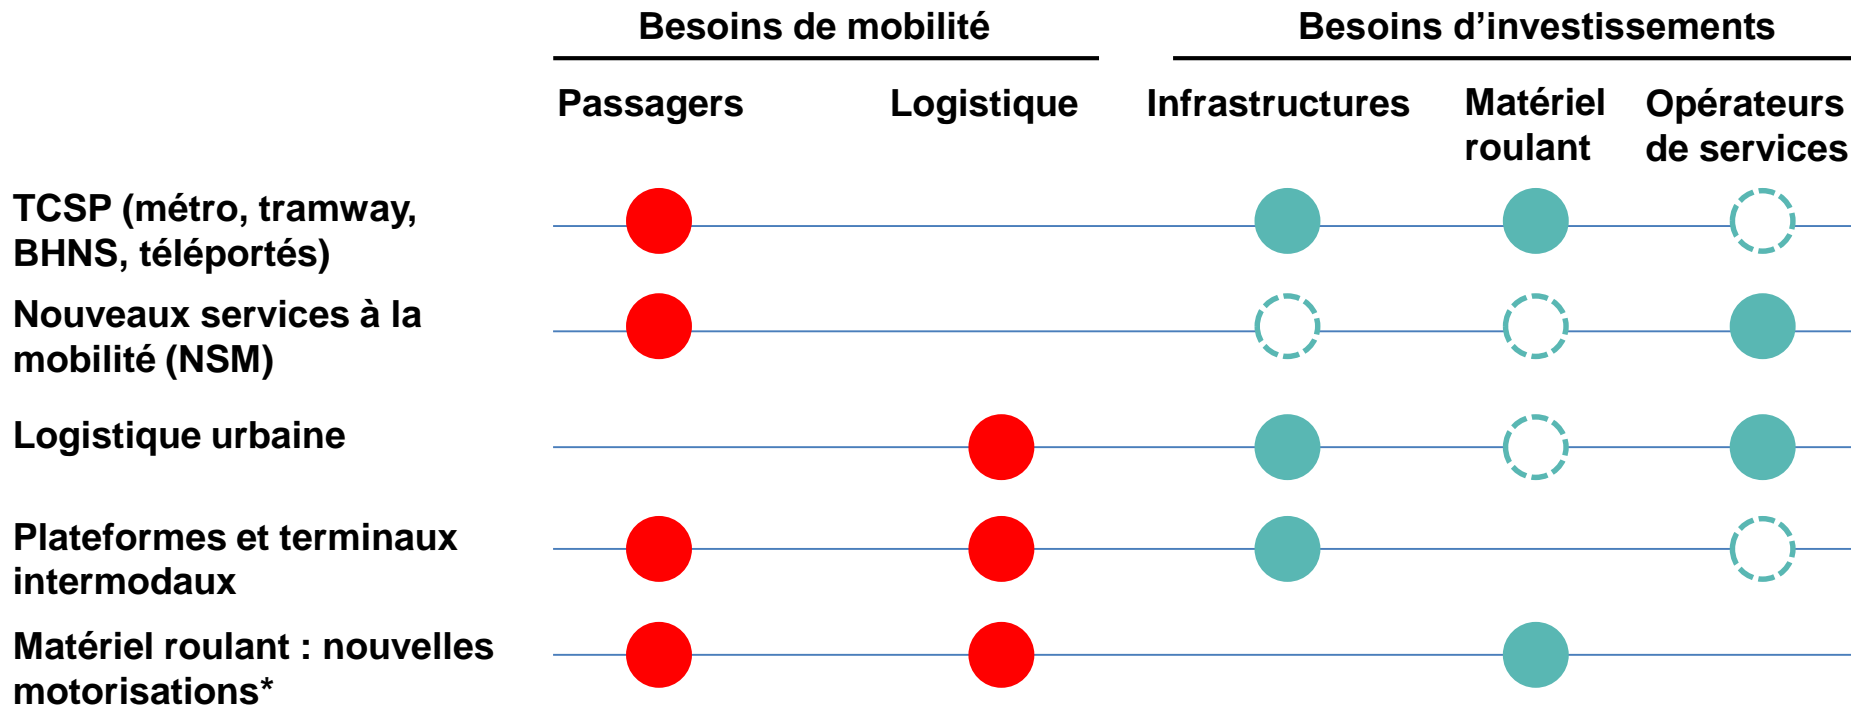 Besoins de mobilité
Besoins d’investissements
Passagers
Logistique
Infrastructures
Matériel
roulant
Opérateurs
de services
TCSP (métro, tramway,
BHNS, téléportés)
Nouveaux services à la
mobilité (NSM)
Logistique urbaine
Plateformes et terminaux
intermodaux
Matériel roulant : nouvelles
motorisations*